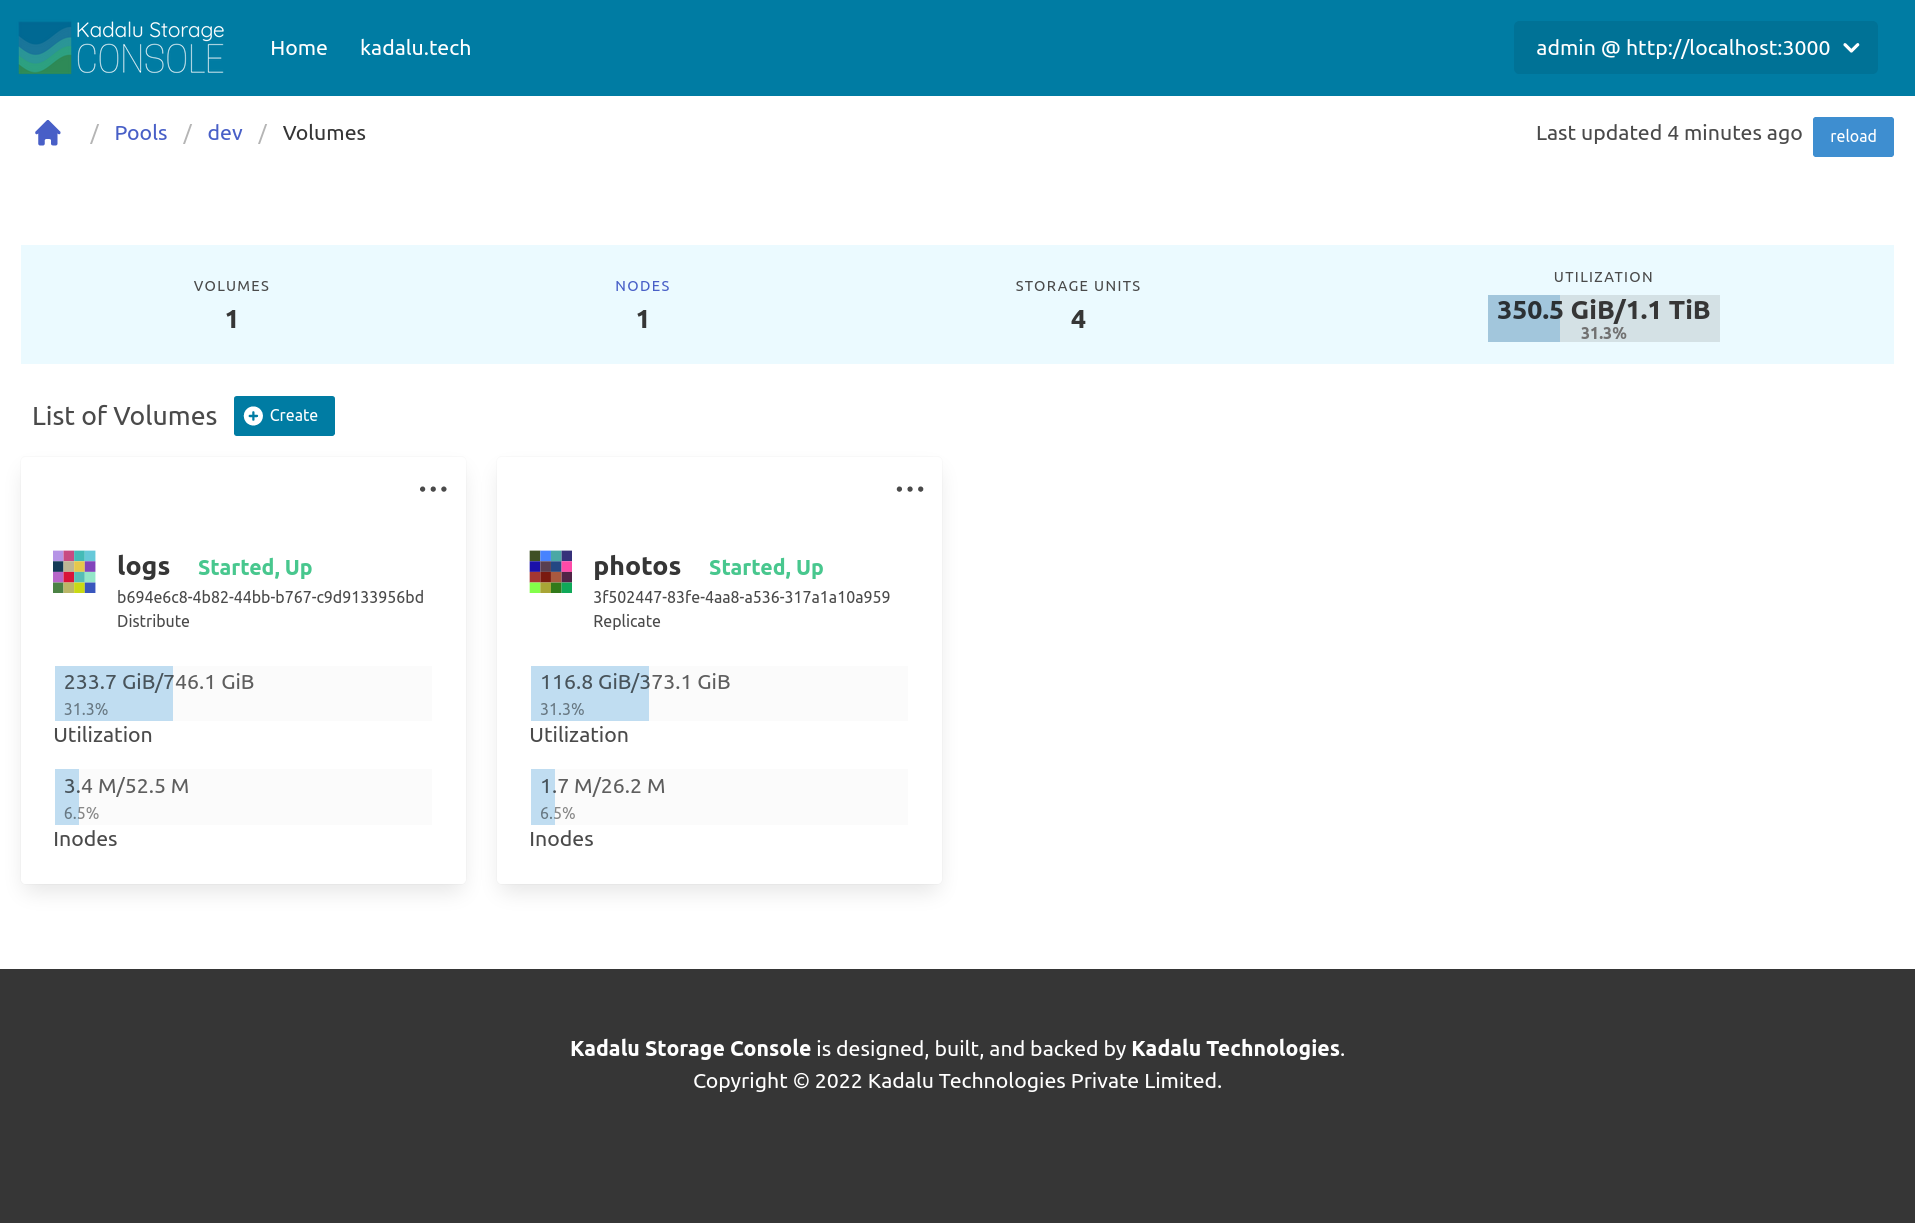 Kadalu Storage
CONSOLE
Home kadalu.tech
admin @ http://localhost:3000
/ Pools / dev / Volumes
Last updated 4 minutes ago reload
VOLUMES
1
NODES
1
STORAGE UNITS
4
UTILIZATION
350.5 GiB/1.1 TiB
31.3%
List of Volumes Create
logs Started, Up
b694e6c8-4b82-44bb-b767-c9d9133956bd
Distribute
233.7 GiB/746.1 GiB
31.3%
Utilization
3.4 M/52.5 M
6.5%
Inodes
photos Started, Up
3f502447-83fe-4aa8-a536-317a1a10a959
Replicate
116.8 GiB/373.1 GiB
31.3%
Utilization
1.7 M/26.2 M
6.5%
Inodes
Kadalu Storage Console is designed, built, and backed by Kadalu Technologies.
Copyright © 2022 Kadalu Technologies Private Limited.